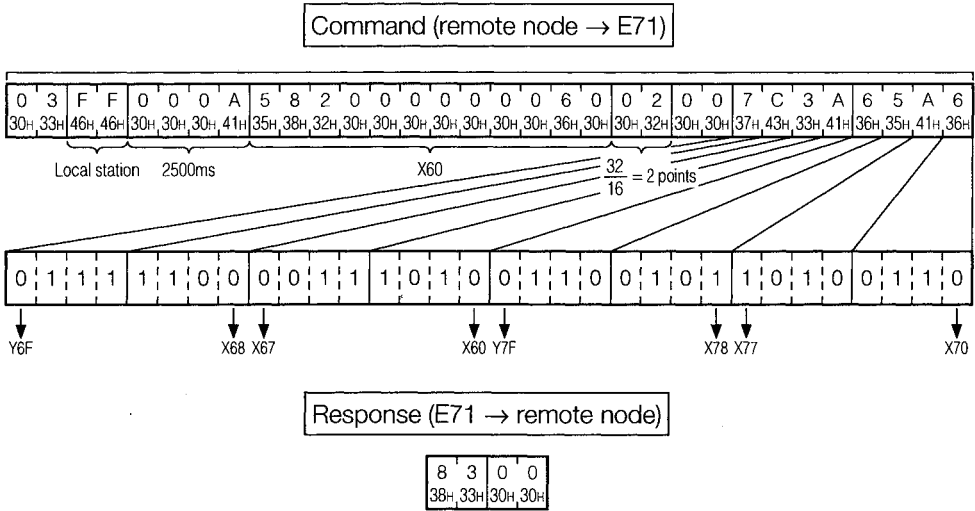 Command (remote node → E71)
0 3 F F 0 0 0 A 5 8 2 0 0 0 0 0 0 0 6 0 0 2 0 0 7 C 3 A 6 5 A 6
30H 33H 46H 46H 30H 30H 30H 41H 35H 38H 32H 30H 30H 30H 30H 30H 30H 30H 36H 30H 30H 32H 30H 30H 37H 43H 33H 41H 36H 35H 41H 36H
Local station 2500ms X60 32/16 = 2 points
0 1 1 1 1 1 0 0 0 0 1 1 1 0 1 0 0 1 1 0 0 1 0 1 1 0 1 0 0 1 1 0
Y6F X68 X67 X60 Y7F X78 X77 X70
Response (E71 → remote node)
8 3 0 0
38H 33H 30H 30H